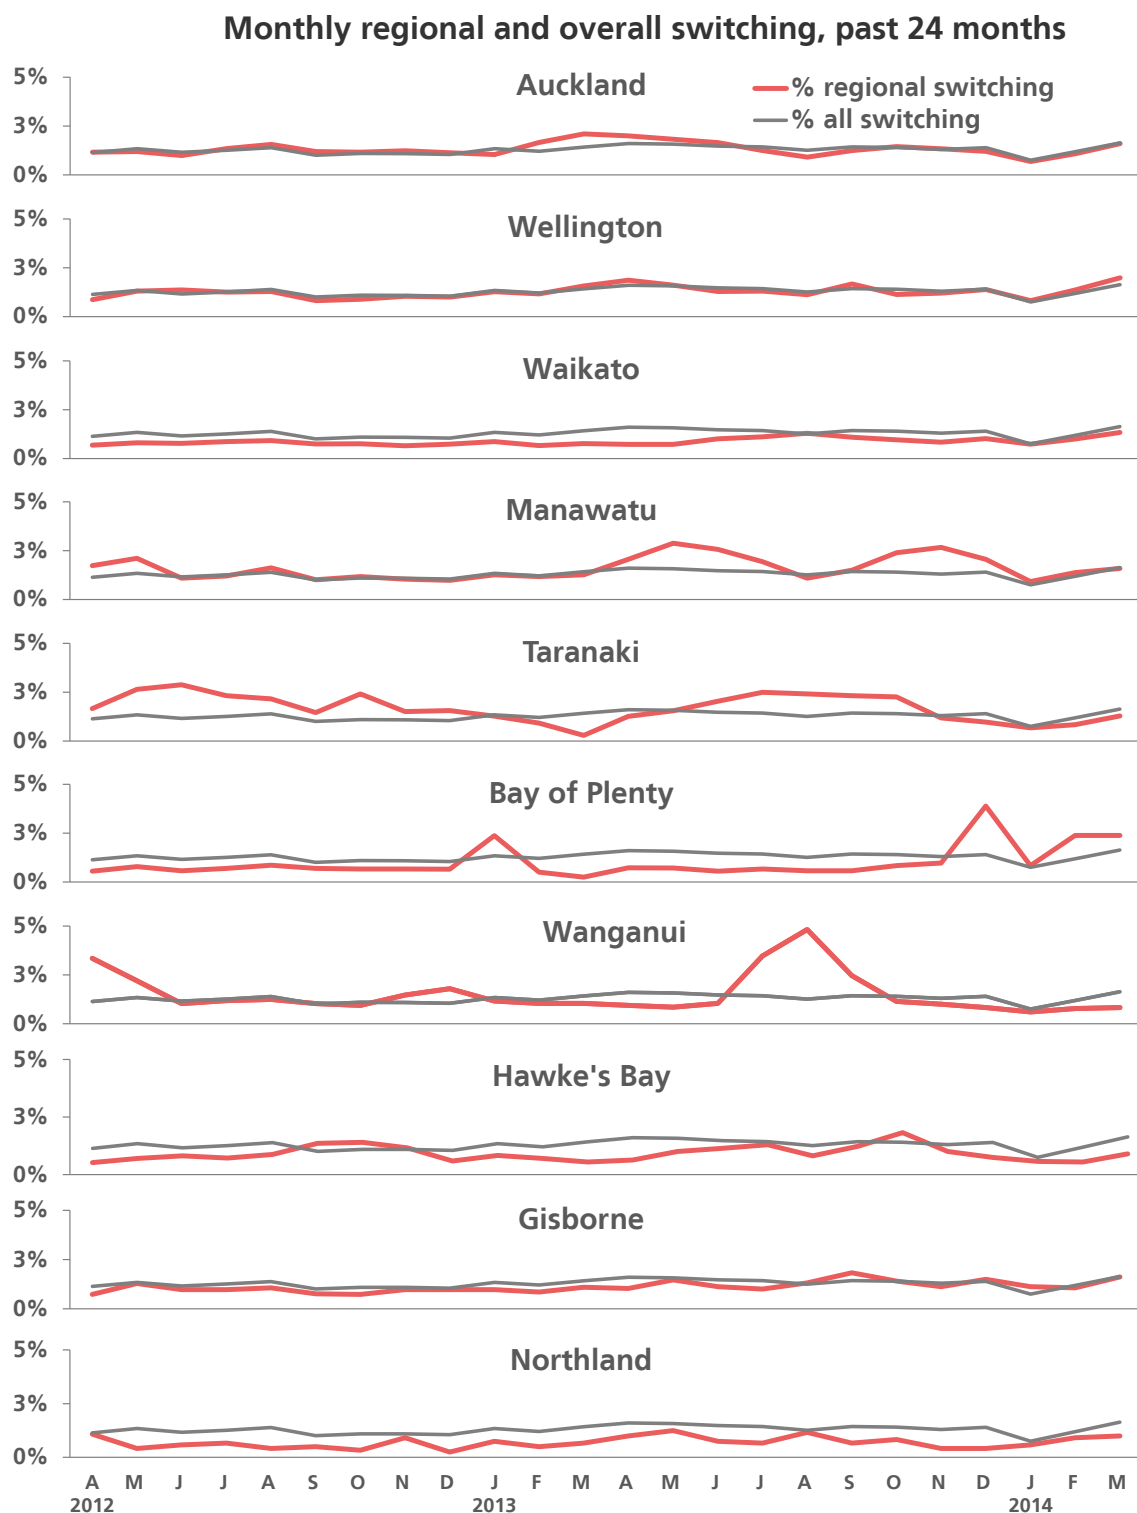 Monthly regional and overall switching, past 24 months
5%
Auckland
% regional switching
3%
% all switching
0%
5%
Wellington
3%
0%
5%
Waikato
3%
0%
5%
Manawatu
3%
0%
5%
Taranaki
3%
0%
5%
Bay of Plenty
3%
0%
5%
Wanganui
3%
0%
5%
Hawke's Bay
3%
0%
5%
Gisborne
3%
0%
5%
Northland
3%
0%
A M J J A S O N D J F M A M J J A S O N D J F M
2012 2013 2014